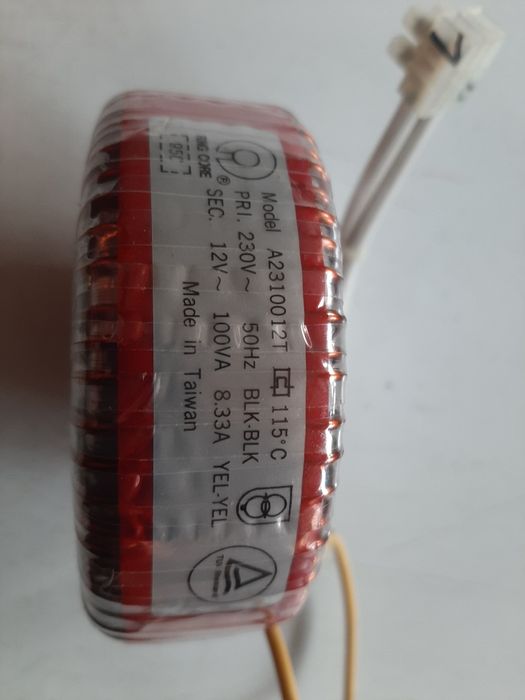 Model A2310012T 115°C
PRI. 230V~ 50Hz BLK-BLK
SEC. 12V~ 100VA 8.33A YEL-YEL
Made in Taiwan
RING CORE ®